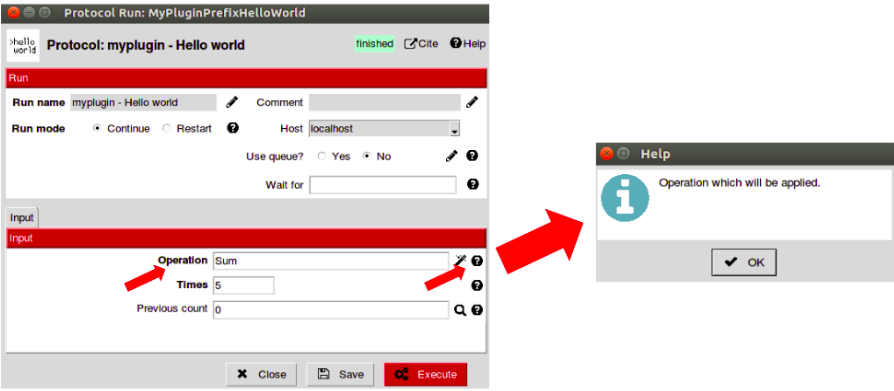 Protocol Run: MyPluginPrefixHelloWorld
>hello
world
Protocol: myplugin - Hello world
finished
Cite
Help
Run
Run name myplugin - Hello world
Comment
Run mode Continue Restart
Host localhost
Use queue? Yes No
Wait for
Input
Input
Operation Sum
Times 5
Previous count 0
Close
Save
Execute
Help
Operation which will be applied.
OK